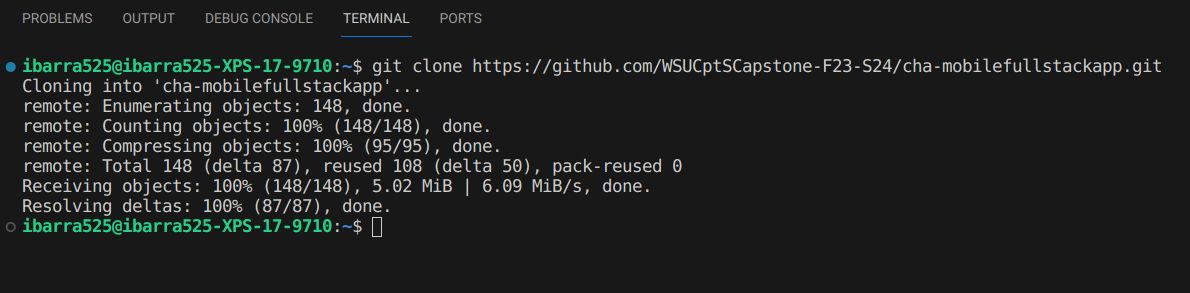 PROBLEMS OUTPUT DEBUG CONSOLE TERMINAL PORTS
ibarra525@ibarra525-XPS-17-9710:~$ git clone https://github.com/WSUCptSCapstone-F23-S24/cha-mobilefullstackapp.git
Cloning into 'cha-mobilefullstackapp'...
remote: Enumerating objects: 148, done.
remote: Counting objects: 100% (148/148), done.
remote: Compressing objects: 100% (95/95), done.
remote: Total 148 (delta 87), reused 108 (delta 50), pack-reused 0
Receiving objects: 100% (148/148), 5.02 MiB | 6.09 MiB/s, done.
Resolving deltas: 100% (87/87), done.
ibarra525@ibarra525-XPS-17-9710:~$